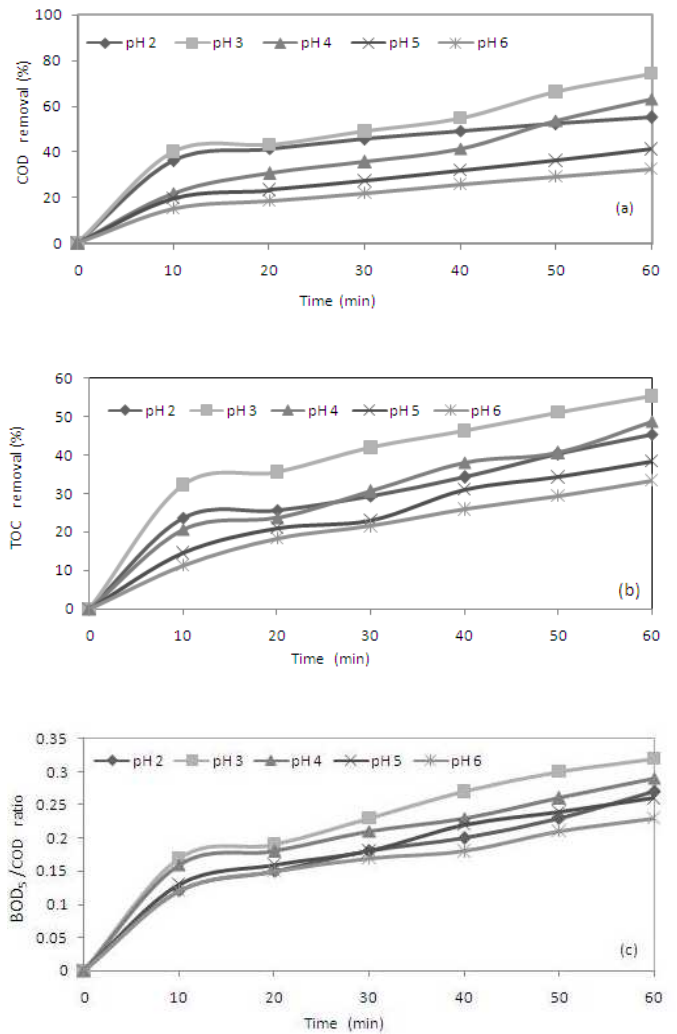 100
80
60
40
20
0
COD removal (%)
pH 2 pH 3 pH 4 pH 5 pH 6
(a)
0 10 20 30 40 50 60
Time (min)
60
50
40
30
20
10
0
TOC removal (%)
pH 2 pH 3 pH 4 pH 5 pH 6
(b)
0 10 20 30 40 50 60
Time (min)
0.35
0.3
0.25
0.2
0.15
0.1
0.05
0
BOD₅/COD ratio
pH 2 pH 3 pH 4 pH 5 pH 6
(c)
0 10 20 30 40 50 60
Time (min)